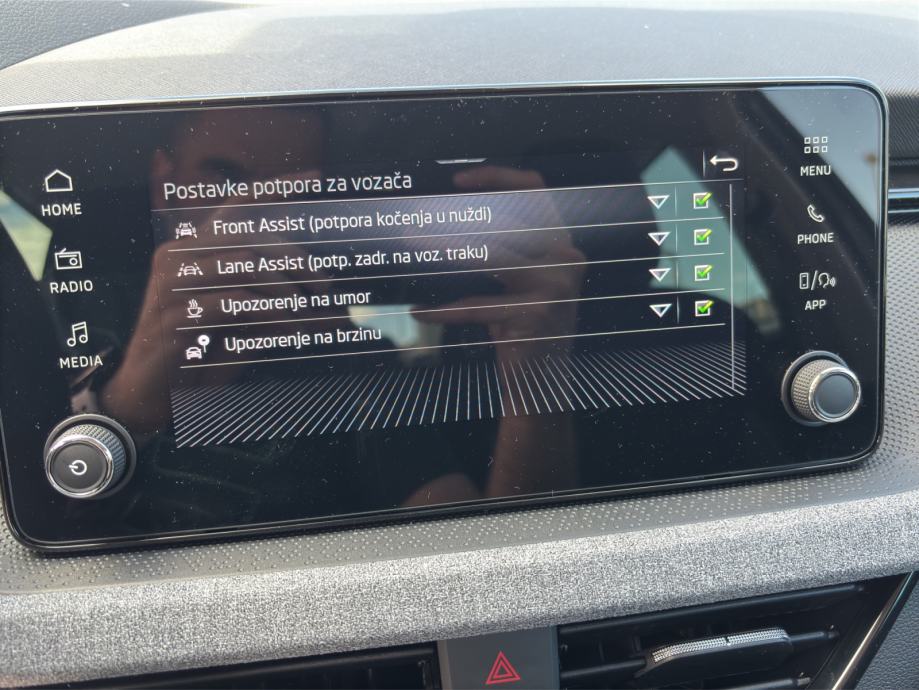 Postavke potpora za vozača
Front Assist (potpora kočenja u nuždi)
Lane Assist (potp. zadr. na voz. traku)
Upozorenje na umor
Upozorenje na brzinu
HOME
RADIO
MEDIA
MENU
PHONE
APP